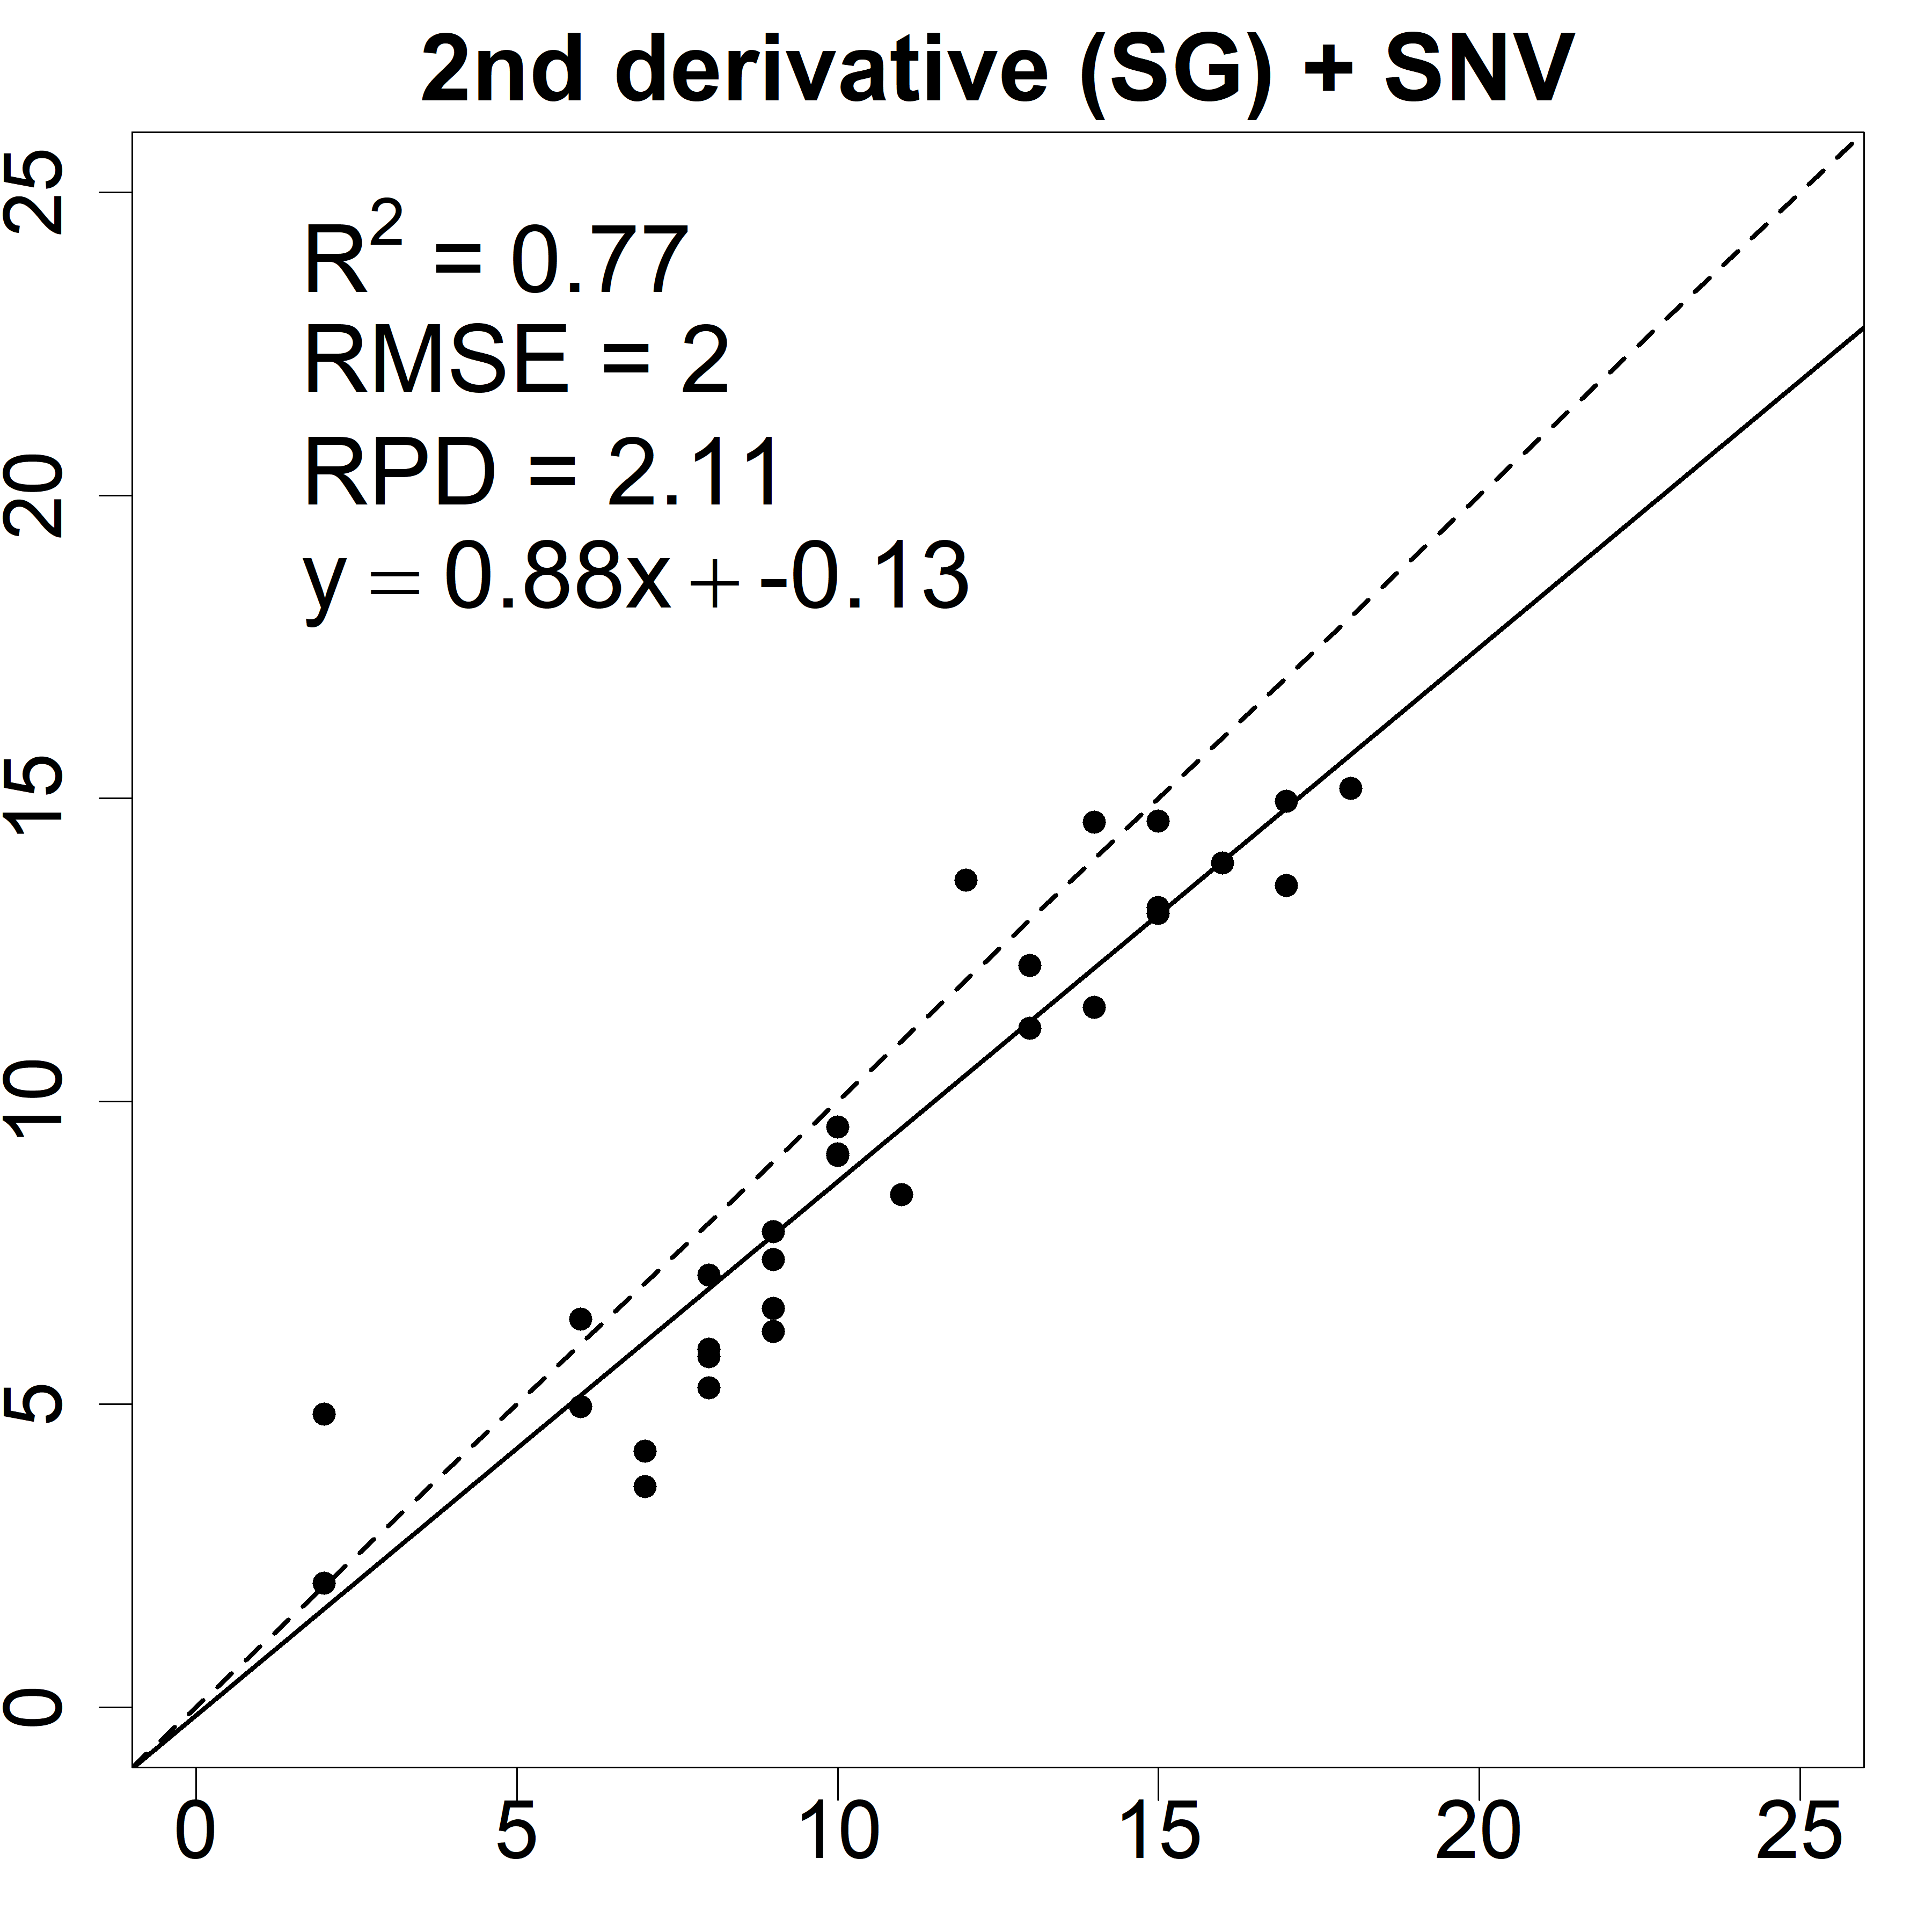 2nd derivative (SG) + SNV
R² = 0.77
RMSE = 2
RPD = 2.11
y = 0.88x + -0.13
25
20
15
10
5
0
0 5 10 15 20 25